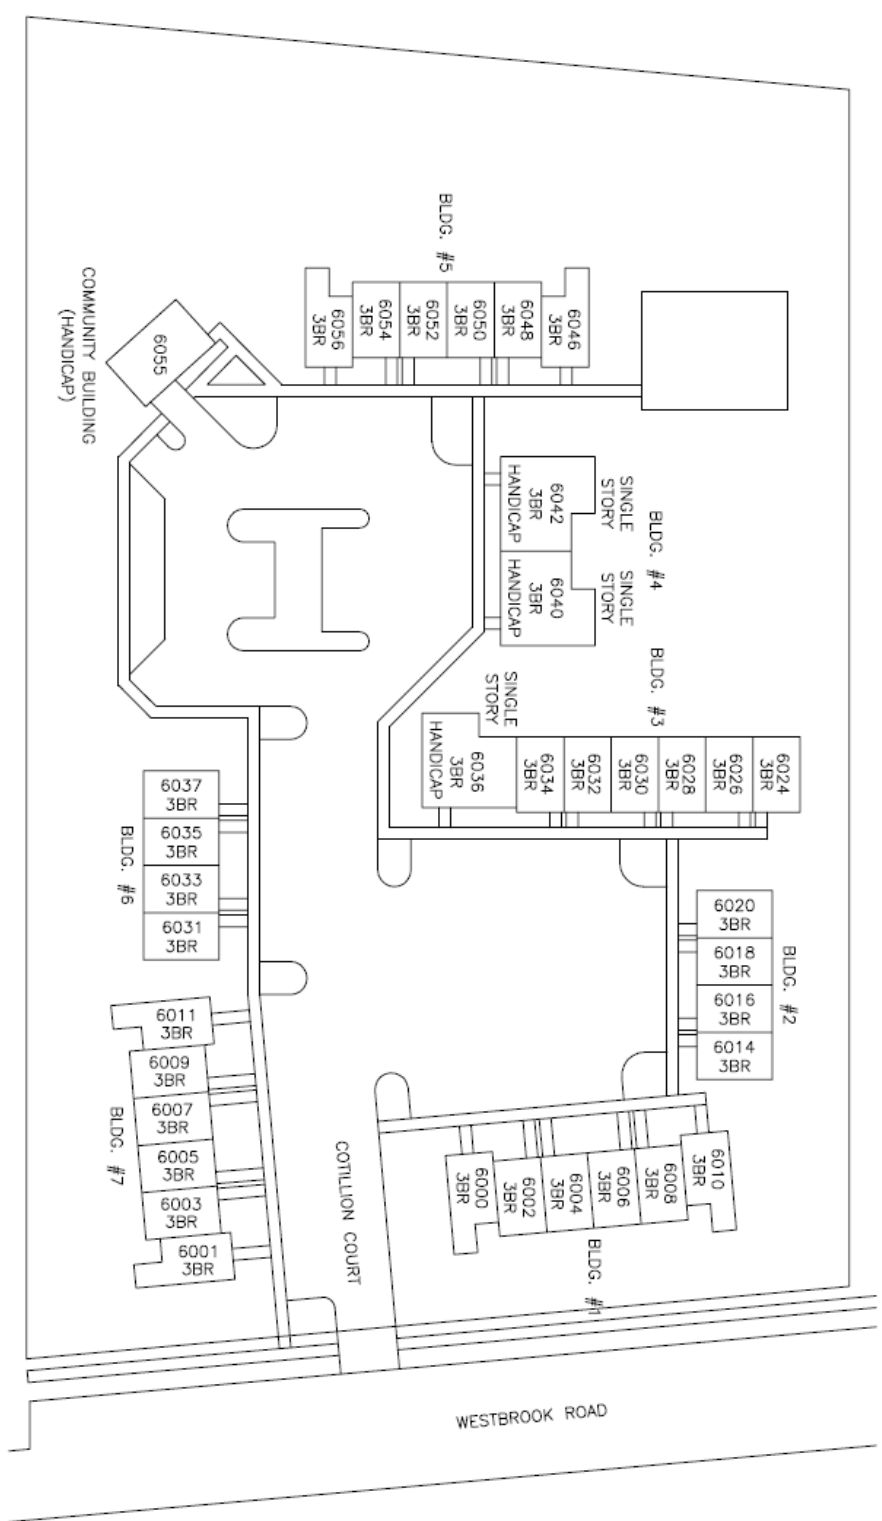 BLDG. #5
6056
3BR
6054
3BR
6052
3BR
6050
3BR
6048
3BR
6046
3BR
COMMUNITY BUILDING
(HANDICAP)
6055
6042
3BR
HANDICAP
SINGLE
STORY
BLDG. #4
6040
3BR
HANDICAP
SINGLE
STORY
BLDG. #3
SINGLE
STORY
6036
3BR
HANDICAP
6034
3BR
6032
3BR
6030
3BR
6028
3BR
6026
3BR
6024
3BR
6037
3BR
6035
3BR
6033
3BR
6031
3BR
BLDG. #6
6020
3BR
6018
3BR
6016
3BR
6014
3BR
BLDG. #2
6011
3BR
6009
3BR
6007
3BR
6005
3BR
6003
3BR
6001
3BR
BLDG. #7
COTILLION COURT
6000
3BR
6002
3BR
6004
3BR
6006
3BR
6008
3BR
6010
3BR
BLDG. #1
WESTBROOK ROAD